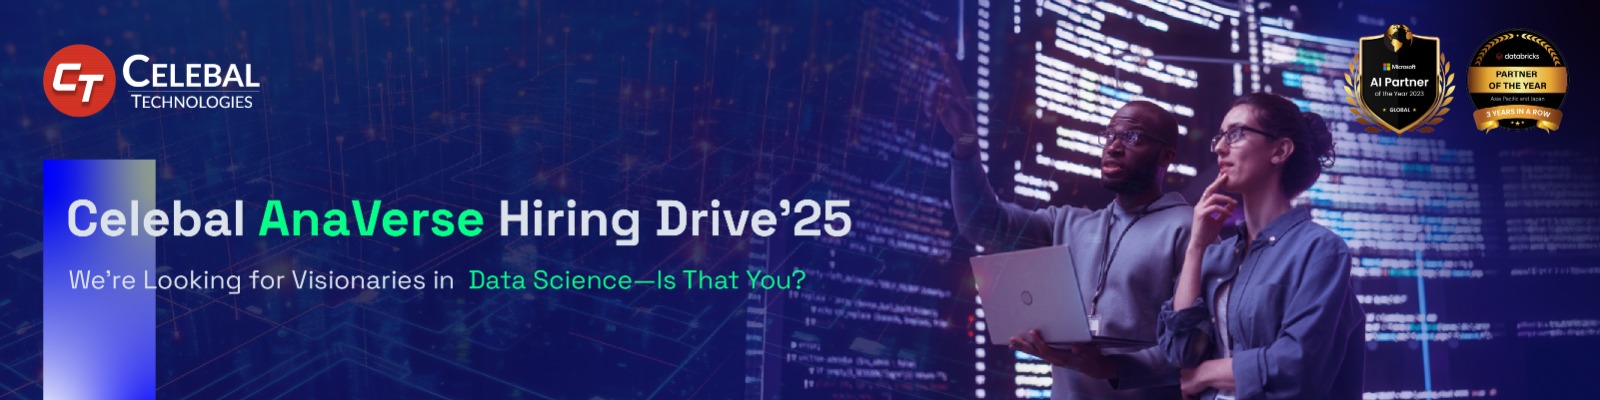 CT CELEBAL
TECHNOLOGIES
Celebal AnaVerse Hiring Drive'25
We're Looking for Visionaries in Data Science—Is That You?
Microsoft
AI Partner
of the Year 2023
GLOBAL
databricks
PARTNER
OF THE YEAR
Asia Pacific and Japan
3 YEARS IN A ROW